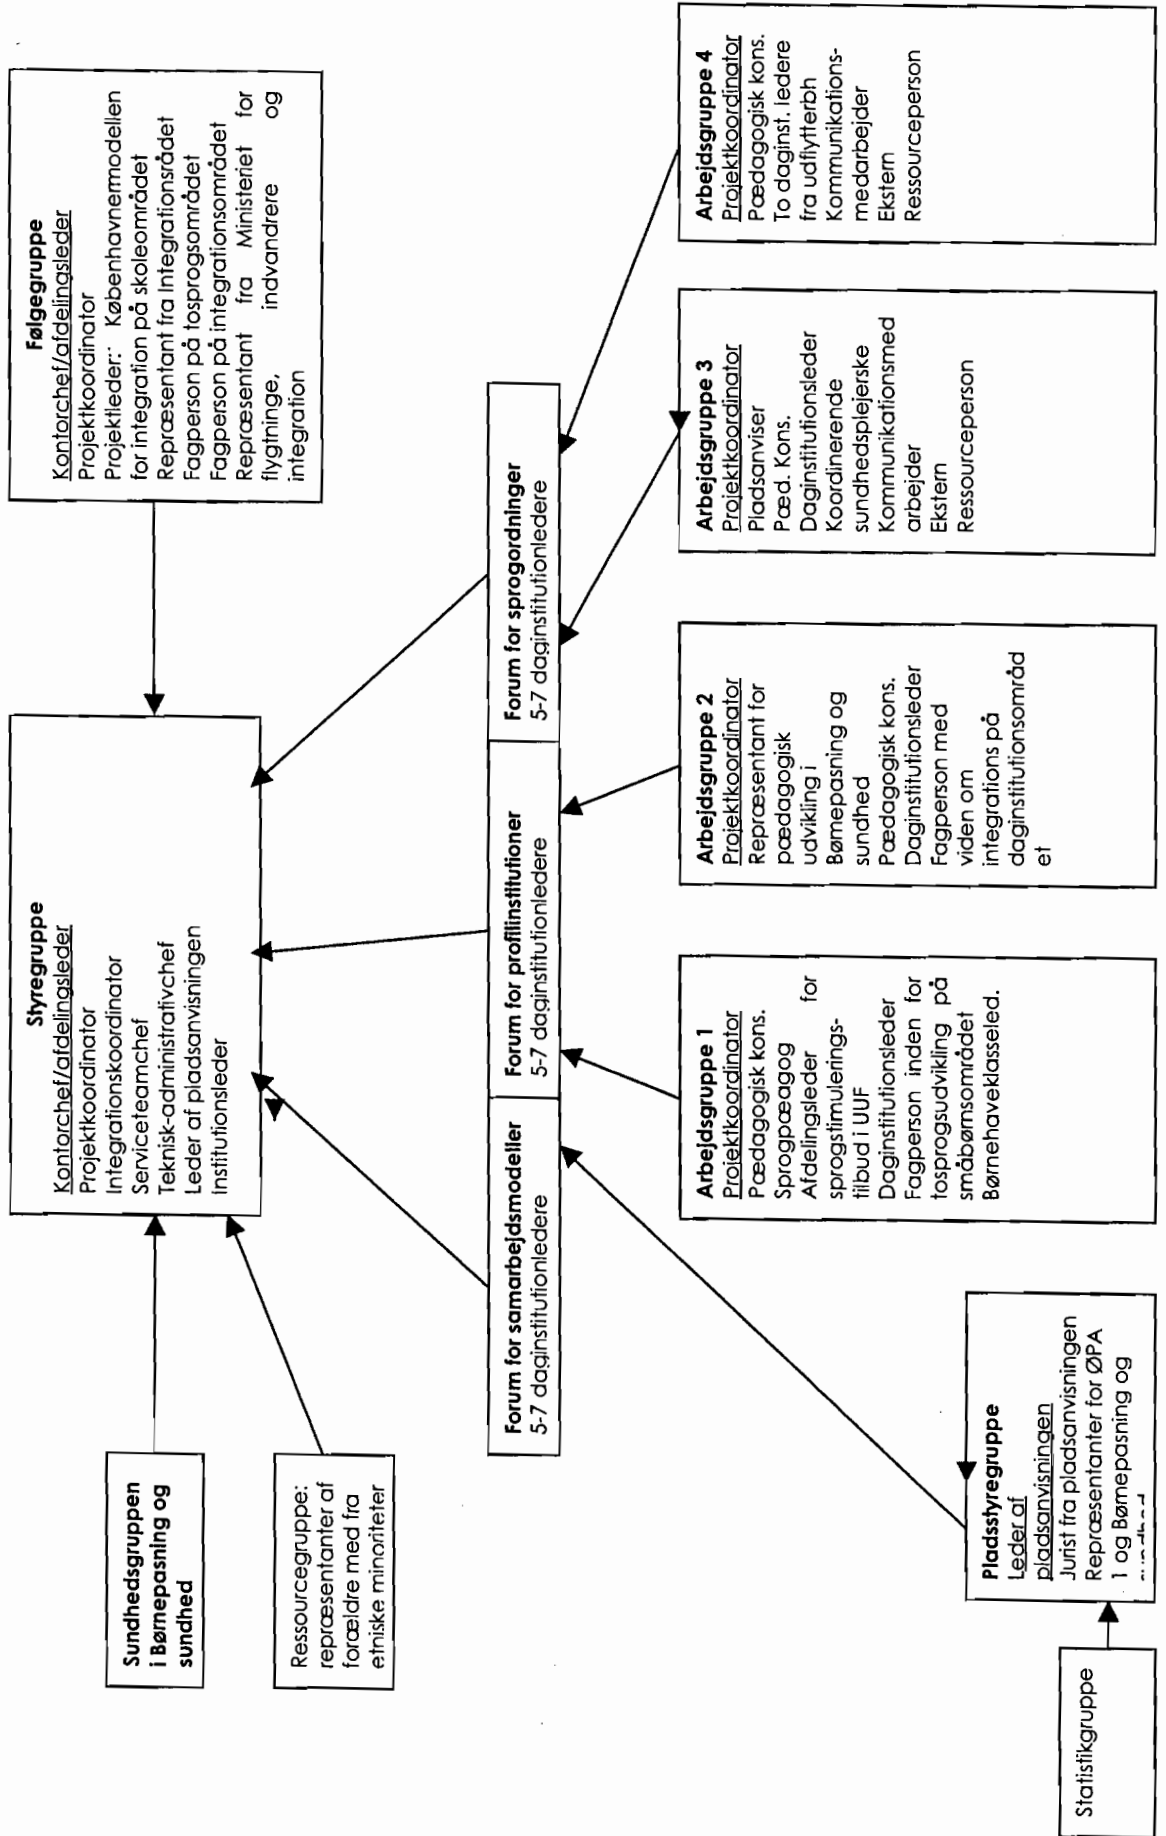 Sundhedsgruppen
i Børnepasning og
sundhed
Ressourcegruppe:
repræsentanter af
forældre med fra
etniske minoriteter
Styregruppe
Kontorchef/afdelingsleder
Projektkoordinator
Integrationskoordinator
Serviceteamchef
Teknisk-administrativchef
Leder af pladsanvisningen
Institutionsleder
Følgegruppe
Kontorchef/afdelingsleder
Projektkoordinator
Projektleder: Københavnermodellen
for integration på skoleområdet
Repræsentant fra Integrationsrådet
Fagperson på tosprogsområdet
Fagperson på integrationsområdet
Repræsentant fra Ministeriet for
flygtninge, indvandrere og
integration
Forum for samarbejdsmodeller
5-7 daginstitutionledere
Forum for profilinstitutioner
5-7 daginstitutionledere
Forum for sprogordninger
5-7 daginstitutionledere
Statistikgruppe
Pladsstyregruppe
Leder af
pladsanvisningen
Jurist fra pladsanvisningen
Repræsentanter for ØPA
1 og Børnepasning og
Arbejdsgruppe 1
Projektkoordinator
Pædagogisk kons.
Sprogpæagog
Afdelingsleder for
sprogstimulerings-
tilbud i UUF
Daginstitutionsleder
Fagperson inden for
tosprogsudvikling på
småbørnsområdet
Børnehaveklasseled.
Arbejdsgruppe 2
Projektkoordinator
Repræsentant for
pædagogisk
udvikling i
Børnepasning og
sundhed
Pædagogisk kons.
Daginstitutionsleder
Fagperson med
viden om
integrations på
daginstitutionsområd
et
Arbejdsgruppe 3
Projektkoordinator
Pladsanviser
Pæd. Kons.
Daginstitutionsleder
Koordinerende
sundhedsplejerske
Kommunikationsmed
arbejder
Ekstern
Ressourceperson
Arbejdsgruppe 4
Projektkoordinator
Pædagogisk kons.
To daginst. ledere
fra udflytterbh
Kommunikations-
medarbejder
Ekstern
Ressourceperson